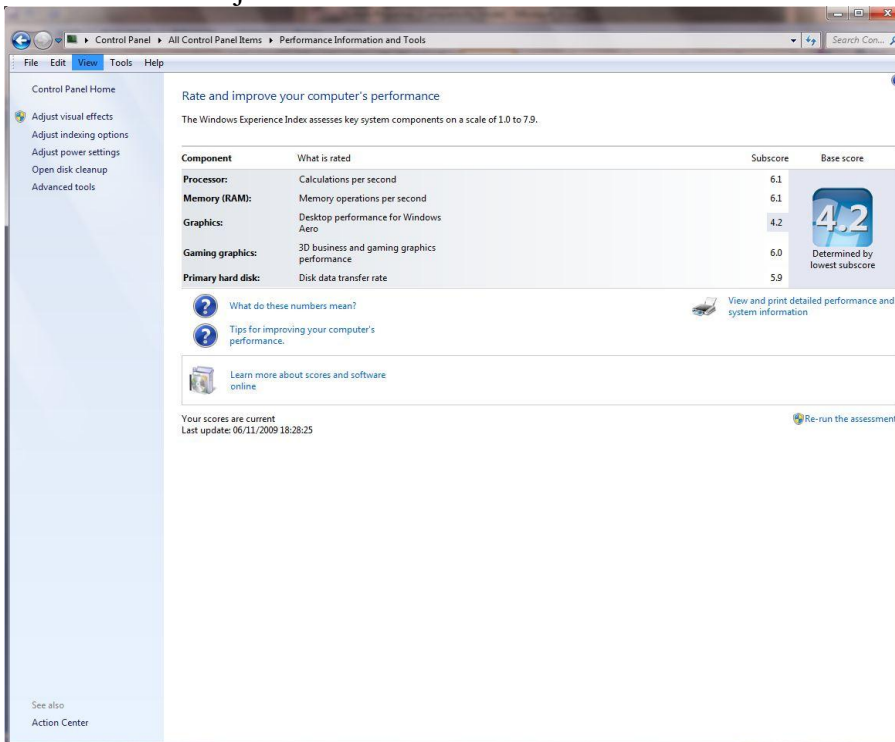 Control Panel ▸ All Control Panel Items ▸ Performance Information and Tools
Search Con...
File Edit View Tools Help
Control Panel Home
Adjust visual effects
Adjust indexing options
Adjust power settings
Open disk cleanup
Advanced tools
See also
Action Center
Rate and improve your computer's performance
The Windows Experience Index assesses key system components on a scale of 1.0 to 7.9.
Component What is rated Subscore Base score
Processor: Calculations per second 6.1
Memory (RAM): Memory operations per second 6.1
Graphics: Desktop performance for Windows
Aero 4.2
Gaming graphics: 3D business and gaming graphics
performance 6.0
Primary hard disk: Disk data transfer rate 5.9
4.2
Determined by
lowest subscore
What do these numbers mean?
Tips for improving your computer's
performance.
View and print detailed performance and
system information
Learn more about scores and software
online
Your scores are current
Last update: 06/11/2009 18:28:25
Re-run the assessment